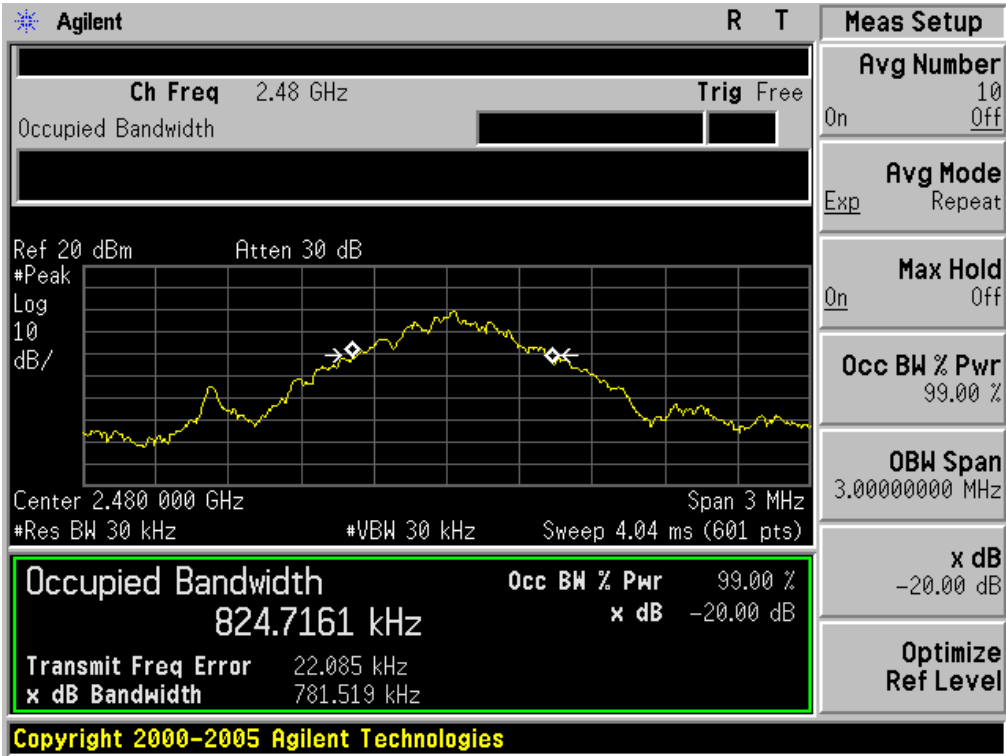 Agilent R T
Ch Freq 2.48 GHz Trig Free
Occupied Bandwidth
Ref 20 dBm Atten 30 dB
#Peak
Log
10
dB/
Center 2.480 000 GHz Span 3 MHz
#Res BW 30 kHz #VBW 30 kHz Sweep 4.04 ms (601 pts)
Occupied Bandwidth
824.7161 kHz
Occ BW % Pwr 99.00 %
x dB -20.00 dB
Transmit Freq Error 22.085 kHz
x dB Bandwidth 781.519 kHz
Copyright 2000-2005 Agilent Technologies
Meas Setup
Avg Number
10
On Off
Avg Mode
Exp Repeat
Max Hold
On Off
Occ BW % Pwr
99.00 %
OBW Span
3.00000000 MHz
x dB
-20.00 dB
Optimize
Ref Level